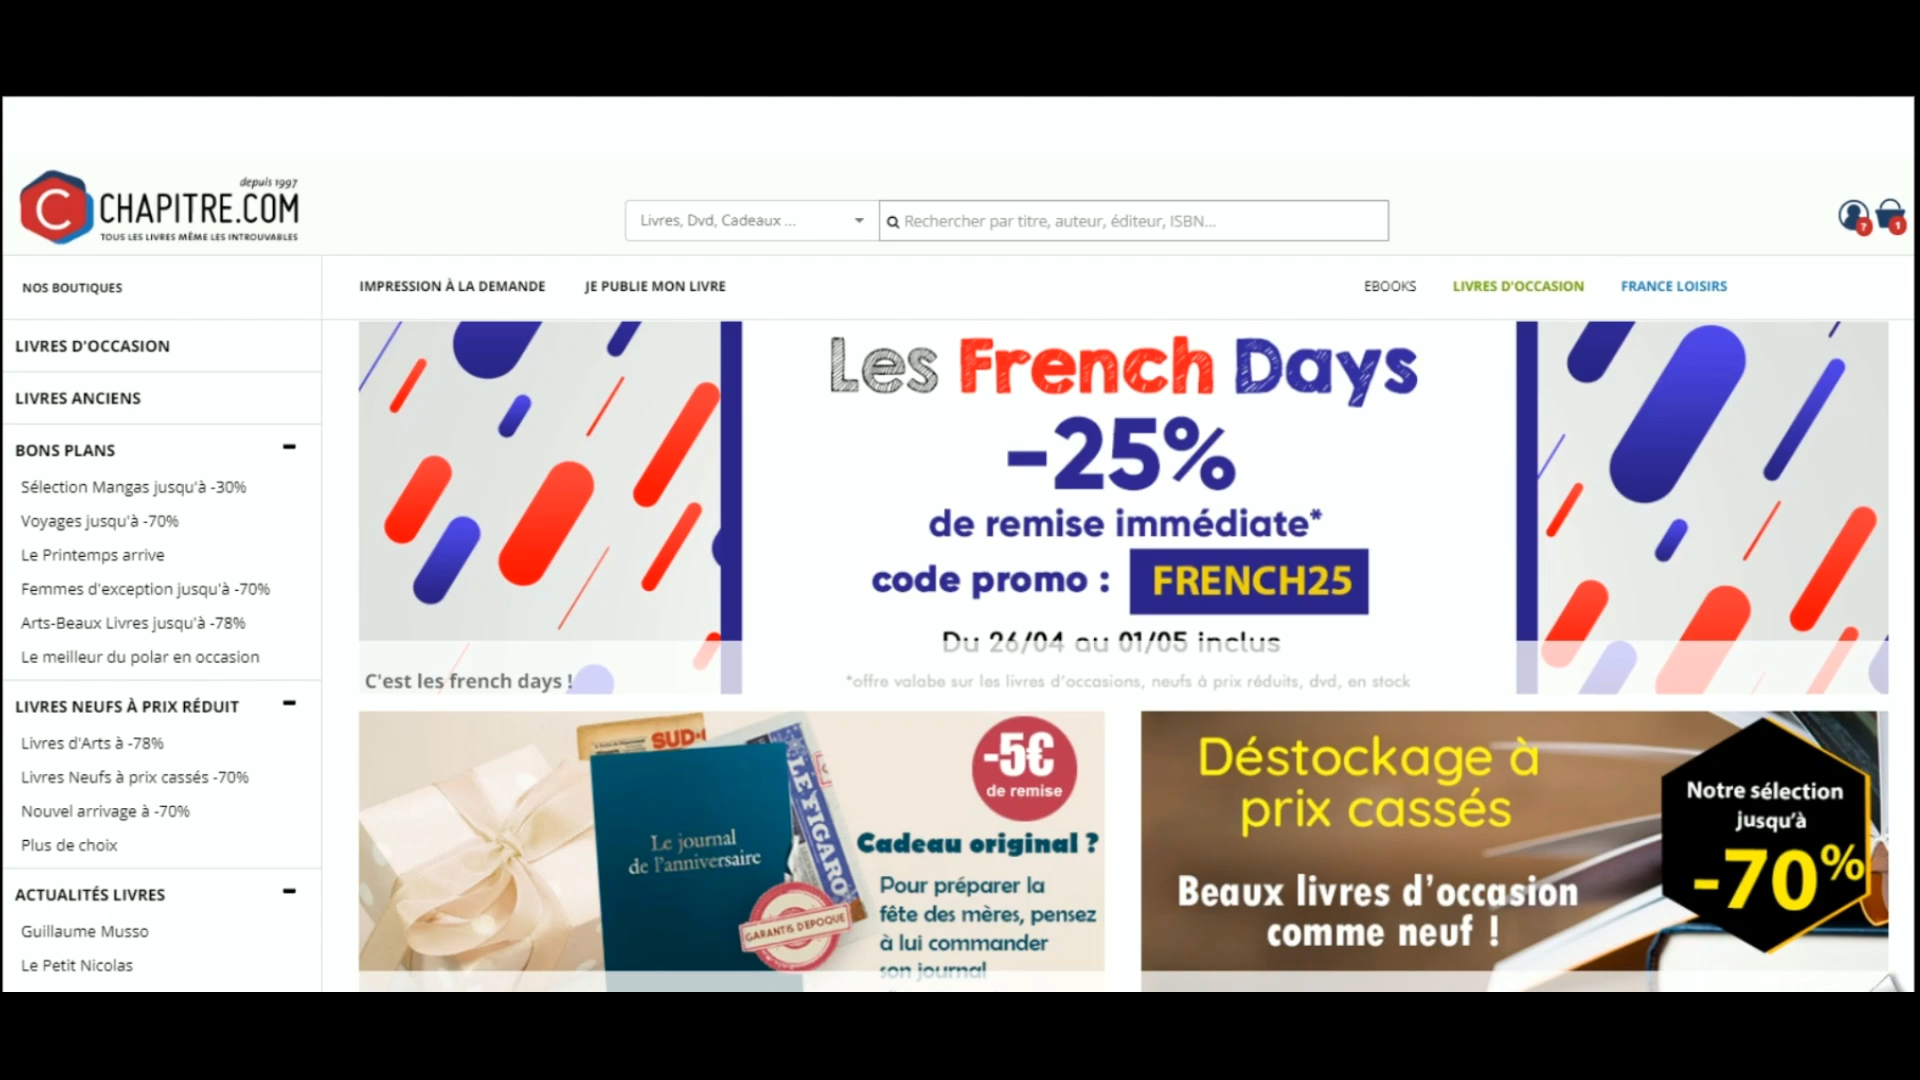 depuis 1997
CHAPITRE.COM
TOUS LES LIVRES MÊME LES INTROUVABLES
Livres, Dvd, Cadeaux ...
Rechercher par titre, auteur, éditeur, ISBN...
?
1
NOS BOUTIQUES
IMPRESSION À LA DEMANDE
JE PUBLIE MON LIVRE
EBOOKS
LIVRES D'OCCASION
FRANCE LOISIRS
LIVRES D'OCCASION
LIVRES ANCIENS
BONS PLANS
Sélection Mangas jusqu'à -30%
Voyages jusqu'à -70%
Le Printemps arrive
Femmes d'exception jusqu'à -70%
Arts-Beaux Livres jusqu'à -78%
Le meilleur du polar en occasion
LIVRES NEUFS À PRIX RÉDUIT
Livres d'Arts à -78%
Livres Neufs à prix cassés -70%
Nouvel arrivage à -70%
Plus de choix
ACTUALITÉS LIVRES
Guillaume Musso
Le Petit Nicolas
Les French Days
-25%
de remise immédiate*
code promo : FRENCH25
Du 26/04 au 01/05 inclus
*offre valabe sur les livres d'occasions, neufs à prix réduits, dvd, en stock
C'est les french days !
SUD
LE FIGARO
Le journal
de l'anniversaire
GARANTIS D'EPOQUE
-5€
de remise
Cadeau original ?
Pour préparer la
fête des mères, pensez
à lui commander
son journal
Déstockage à
prix cassés
Beaux livres d'occasion
comme neuf !
Notre sélection
jusqu'à
-70%